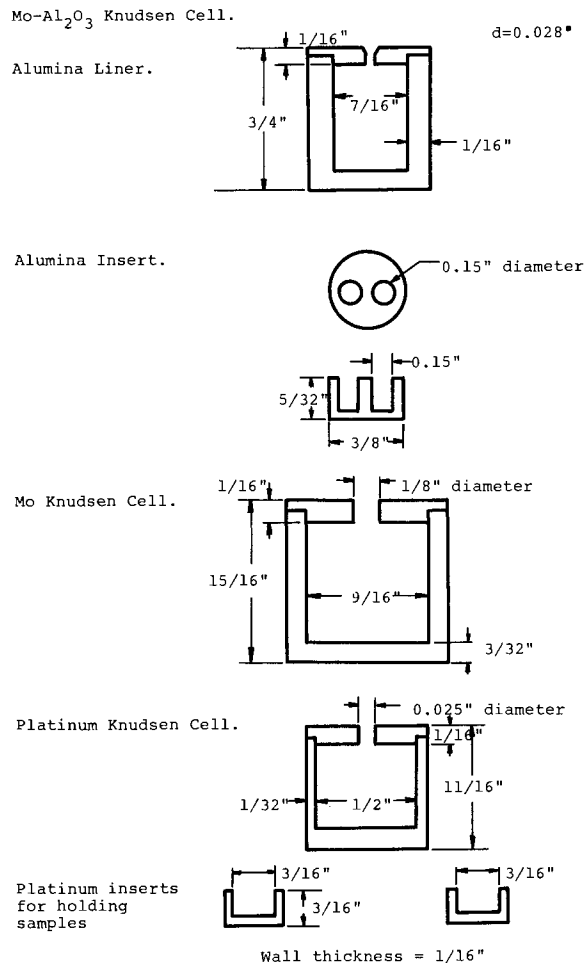 Mo-Al2O3 Knudsen Cell.
d=0.028"
1/16"
Alumina Liner.
7/16"
3/4"
1/16"
Alumina Insert.
0.15" diameter
0.15"
5/32"
3/8"
1/16"
1/8" diameter
Mo Knudsen Cell.
15/16"
9/16"
3/32"
0.025" diameter
Platinum Knudsen Cell.
1/16"
11/16"
1/32"
1/2"
3/16"
3/16"
Platinum inserts
for holding
samples
3/16"
Wall thickness = 1/16"